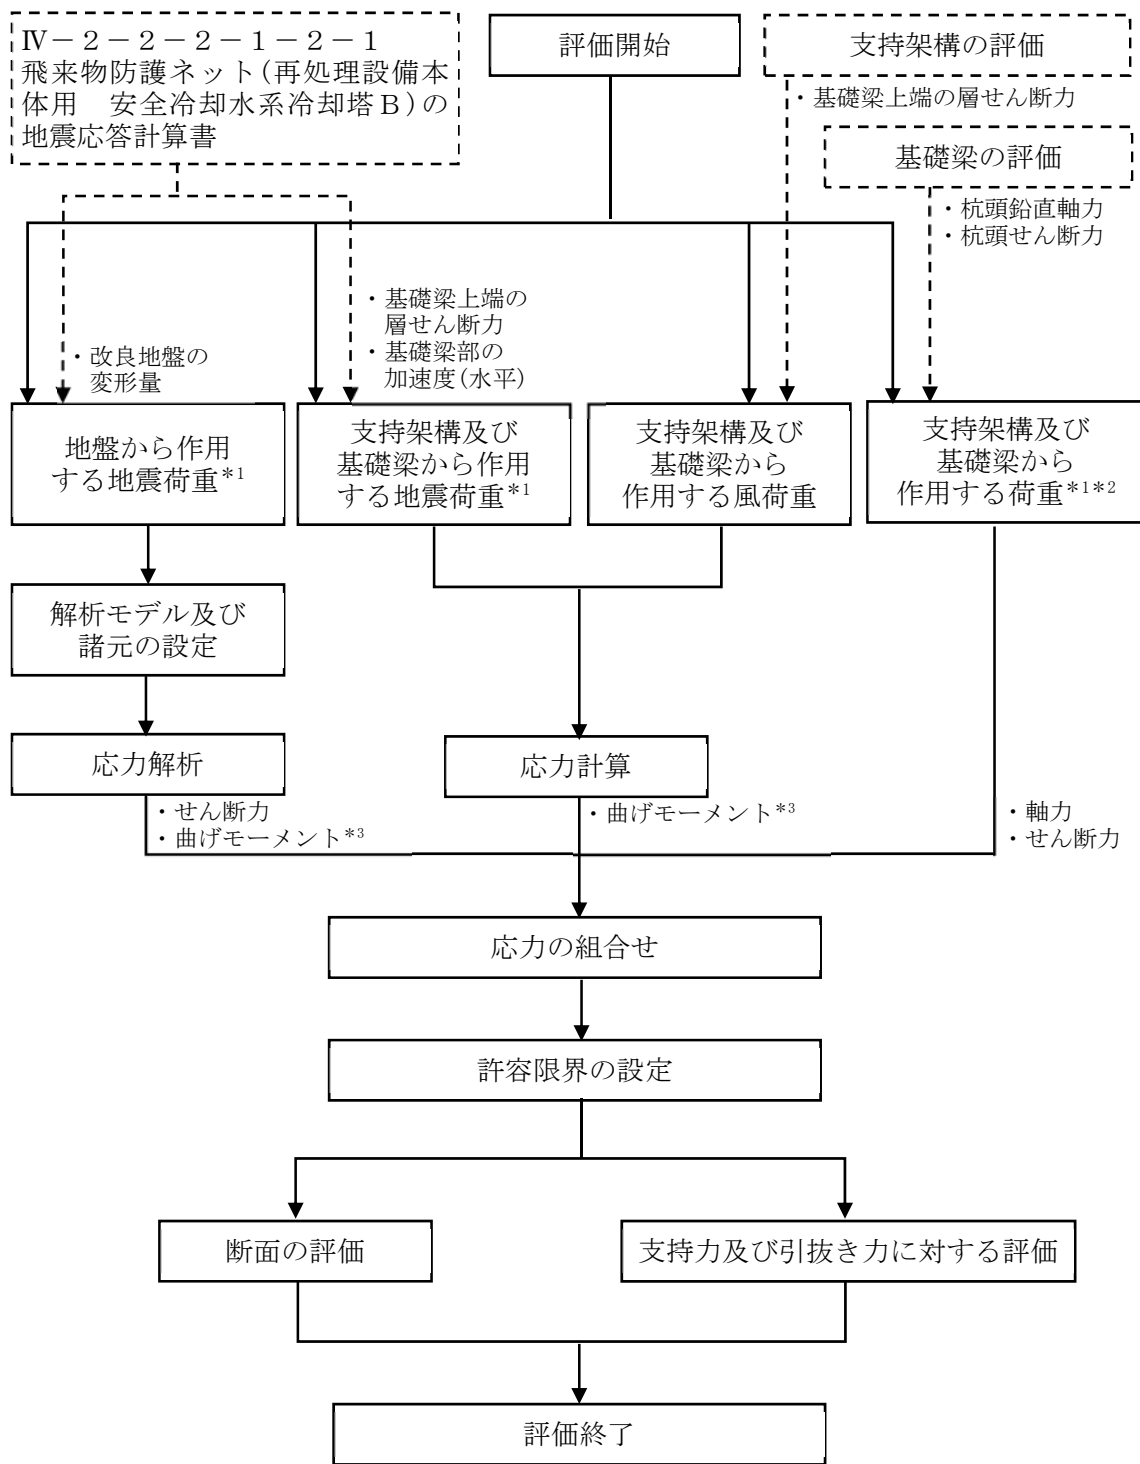 Ⅳ－２－２－２－１－２－１
飛来物防護ネット(再処理設備本
体用　安全冷却水系冷却塔Ｂ)の
地震応答計算書
評価開始
支持架構の評価
・基礎梁上端の層せん断力
基礎梁の評価
・杭頭鉛直軸力
・杭頭せん断力
・改良地盤の
変形量
・基礎梁上端の
層せん断力
・基礎梁部の
加速度(水平)
地盤から作用
する地震荷重*1
支持架構及び
基礎梁から作用
する地震荷重*1
支持架構及び
基礎梁から
作用する風荷重
支持架構及び
基礎梁から
作用する荷重*1*2
解析モデル及び
諸元の設定
応力解析
・せん断力
・曲げモーメント*3
応力計算
・曲げモーメント*3
・軸力
・せん断力
応力の組合せ
許容限界の設定
断面の評価
支持力及び引抜き力に対する評価
評価終了